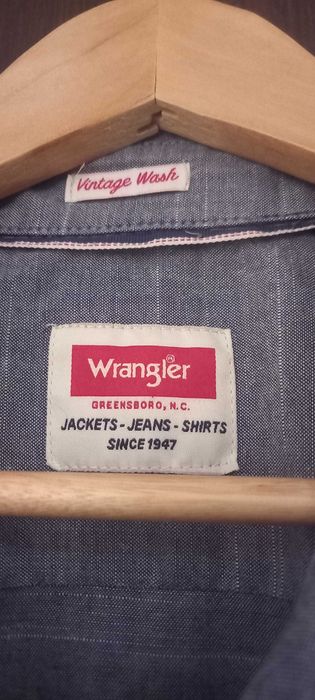 Vintage Wash
Wrangler®
GREENSBORO, N.C.
JACKETS - JEANS - SHIRTS
SINCE 1947